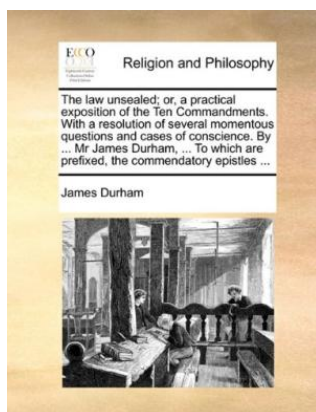 ECCO
Religion and Philosophy
The law unsealed; or, a practical
exposition of the Ten Commandments.
With a resolution of several momentous
questions and cases of conscience. By
... Mr James Durham, ... To which are
prefixed, the commendatory epistles ...
James Durham